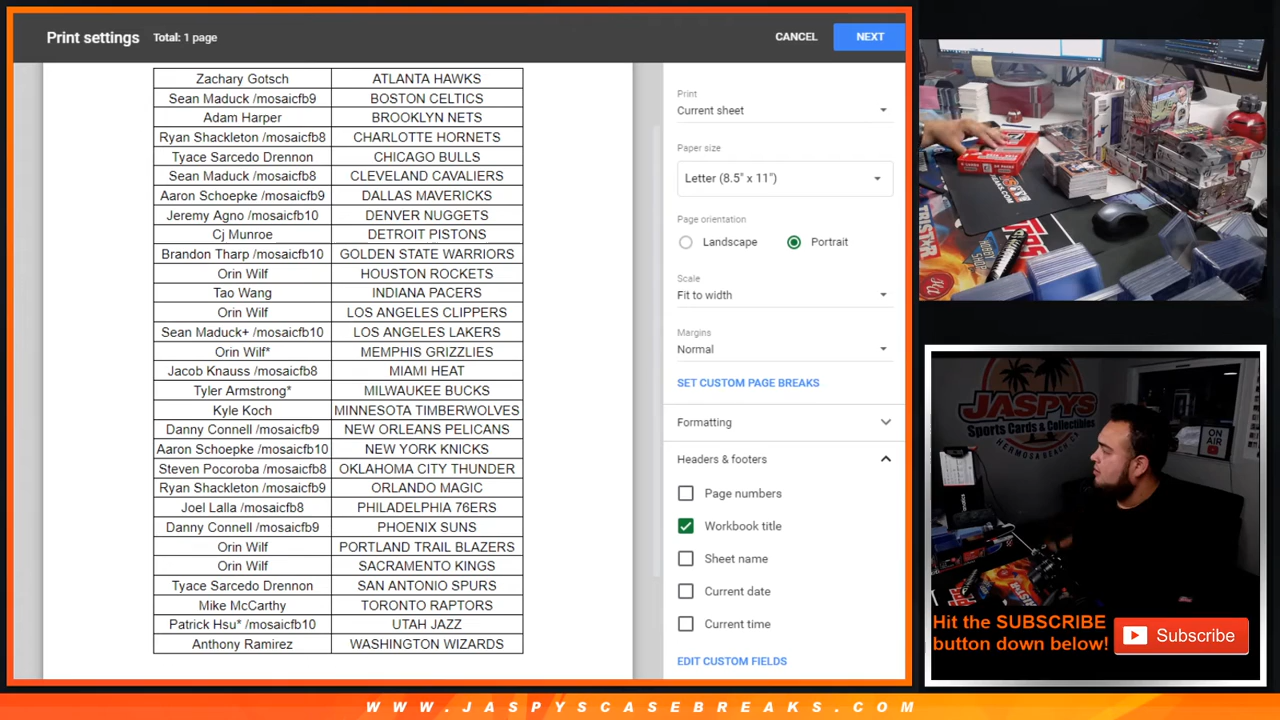 Print settings Total: 1 page CANCEL NEXT
Zachary Gotsch ATLANTA HAWKS
Sean Maduck /mosaicfb9 BOSTON CELTICS
Adam Harper BROOKLYN NETS
Ryan Shackleton /mosaicfb8 CHARLOTTE HORNETS
Tyace Sarcedo Drennon CHICAGO BULLS
Sean Maduck /mosaicfb8 CLEVELAND CAVALIERS
Aaron Schoepke /mosaicfb9 DALLAS MAVERICKS
Jeremy Agno /mosaicfb10 DENVER NUGGETS
Cj Munroe DETROIT PISTONS
Brandon Tharp /mosaicfb10 GOLDEN STATE WARRIORS
Orin Wilf HOUSTON ROCKETS
Tao Wang INDIANA PACERS
Orin Wilf LOS ANGELES CLIPPERS
Sean Maduck+ /mosaicfb10 LOS ANGELES LAKERS
Orin Wilf* MEMPHIS GRIZZLIES
Jacob Knauss /mosaicfb8 MIAMI HEAT
Tyler Armstrong* MILWAUKEE BUCKS
Kyle Koch MINNESOTA TIMBERWOLVES
Danny Connell /mosaicfb9 NEW ORLEANS PELICANS
Aaron Schoepke /mosaicfb10 NEW YORK KNICKS
Steven Pocoroba /mosaicfb8 OKLAHOMA CITY THUNDER
Ryan Shackleton /mosaicfb9 ORLANDO MAGIC
Joel Lalla /mosaicfb8 PHILADELPHIA 76ERS
Danny Connell /mosaicfb9 PHOENIX SUNS
Orin Wilf PORTLAND TRAIL BLAZERS
Orin Wilf SACRAMENTO KINGS
Tyace Sarcedo Drennon SAN ANTONIO SPURS
Mike McCarthy TORONTO RAPTORS
Patrick Hsu* /mosaicfb10 UTAH JAZZ
Anthony Ramirez WASHINGTON WIZARDS
Print
Current sheet
Paper size
Letter (8.5" x 11")
Page orientation
Landscape Portrait
Scale
Fit to width
Margins
Normal
SET CUSTOM PAGE BREAKS
Formatting
Headers & footers
Page numbers
Workbook title
Sheet name
Current date
Current time
EDIT CUSTOM FIELDS
JASPYS
Sports Cards & Collectibles
HERMOSA BEACH CA
ON AIR
Hit the SUBSCRIBE
button down below!
Subscribe
WWW.JASPYSCASEBREAKS.COM